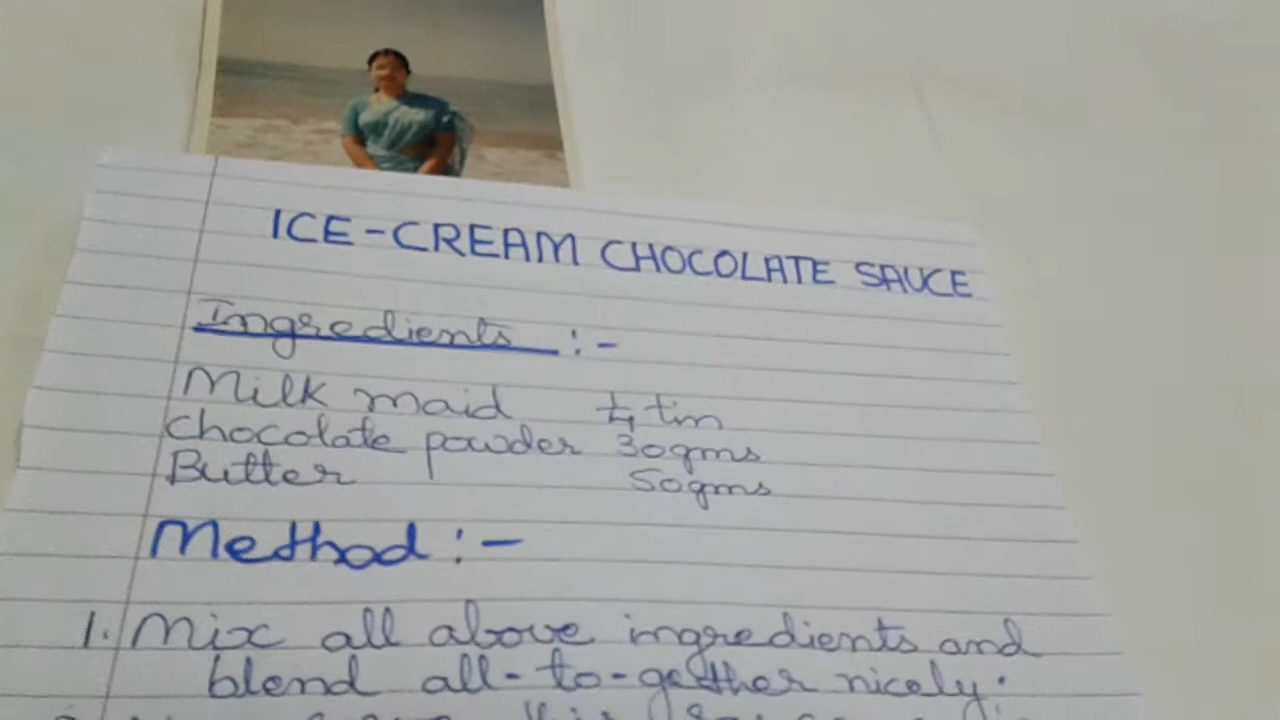 ICE-CREAM CHOCOLATE SAUCE
Ingredients :-
Milk maid ¼ tin
Chocolate powder 30gms
Butter 50gms
Method :-
1. Mix all above ingredients and
blend all-to-gether nicely.